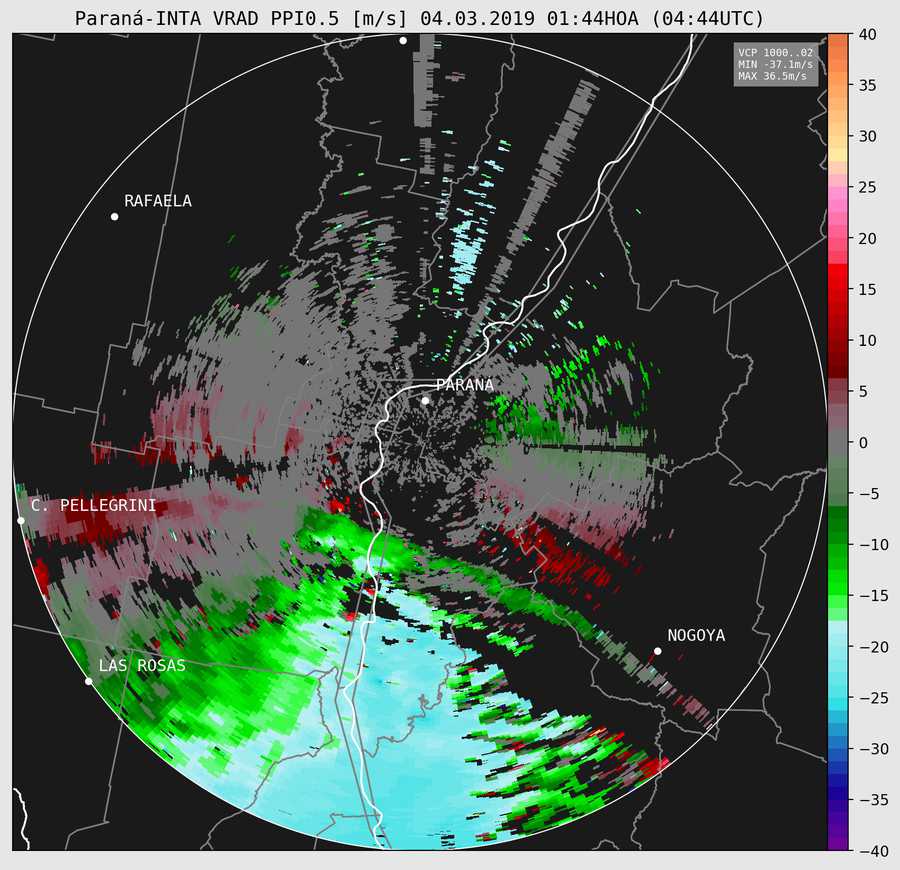 Paraná-INTA VRAD PPI0.5 [m/s] 04.03.2019 01:44HOA (04:44UTC)
VCP 1000..02
MIN -37.1m/s
MAX 36.5m/s
RAFAELA
PARANA
C. PELLEGRINI
NOGOYA
LAS ROSAS
40
35
30
25
20
15
10
5
0
−5
−10
−15
−20
−25
−30
−35
−40